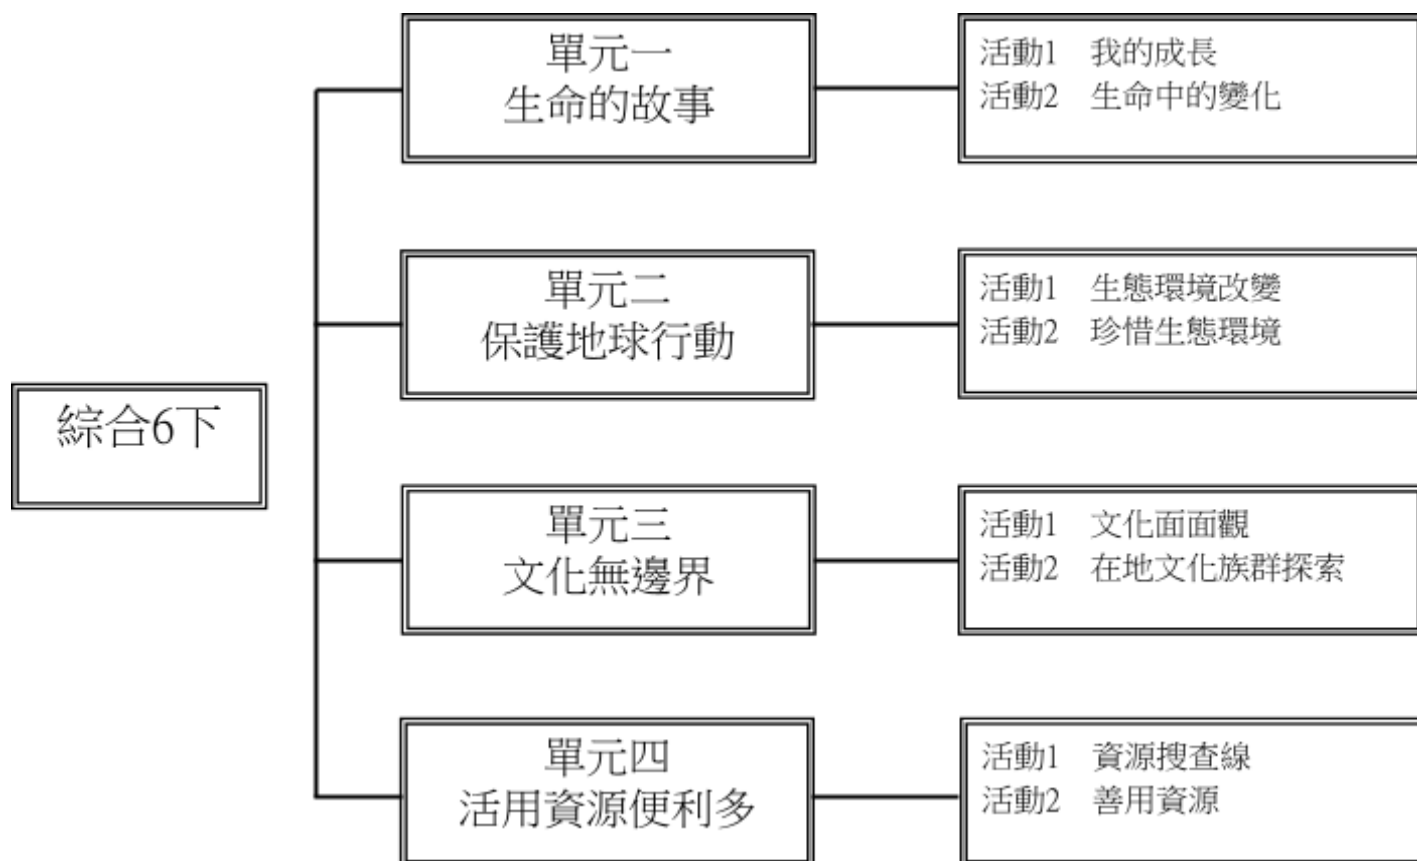 綜合6下
單元一
生命的故事
活動1 我的成長
活動2 生命中的變化
單元二
保護地球行動
活動1 生態環境改變
活動2 珍惜生態環境
單元三
文化無邊界
活動1 文化面面觀
活動2 在地文化族群探索
單元四
活用資源便利多
活動1 資源搜查線
活動2 善用資源